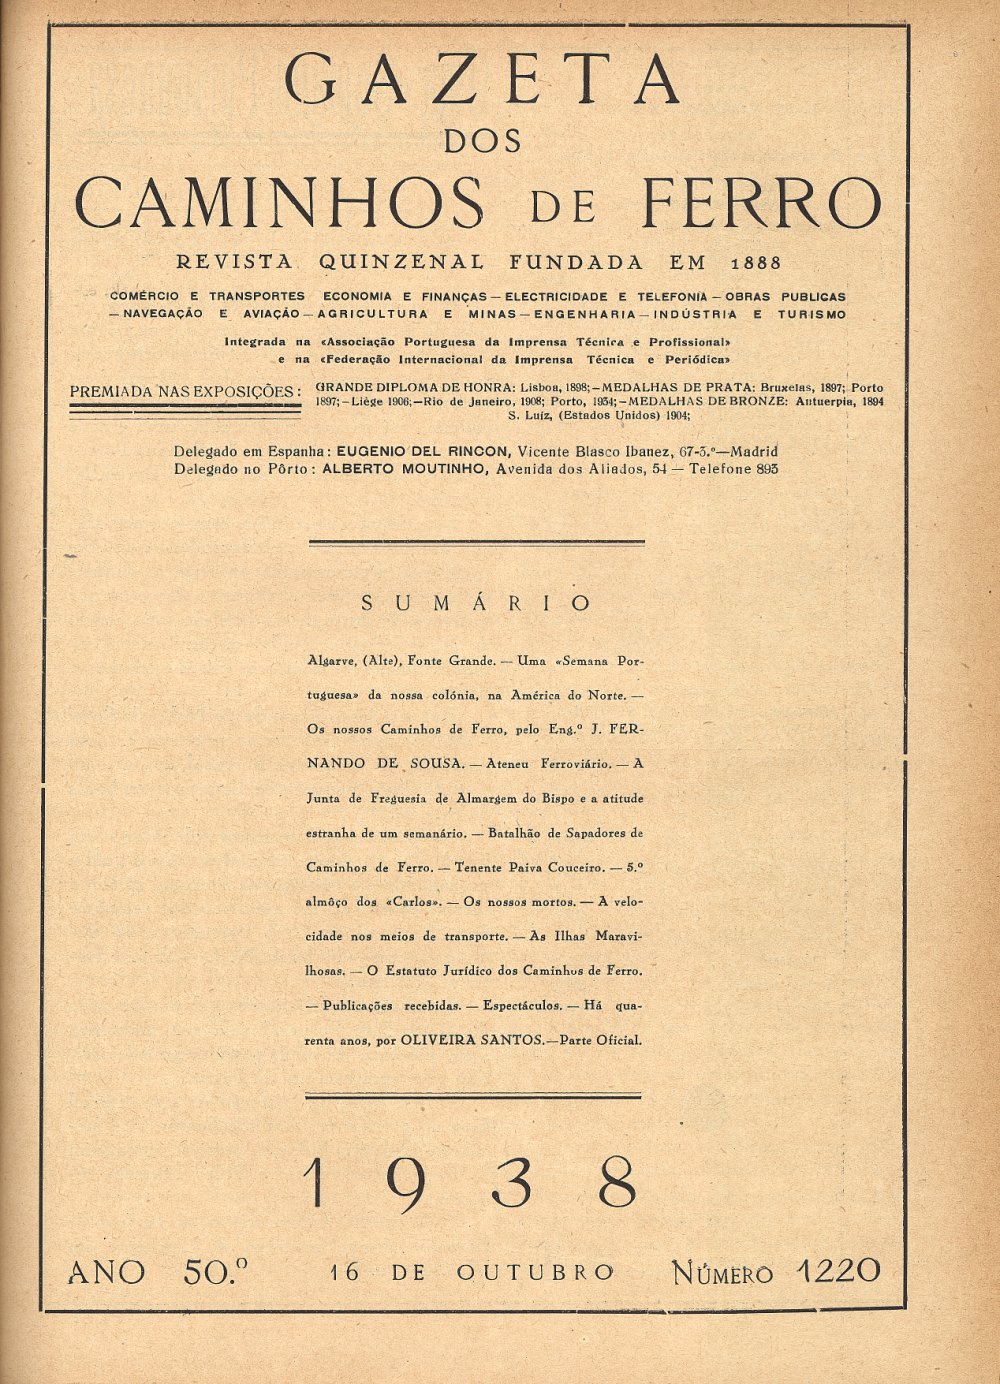 GAZETA
DOS
CAMINHOS DE FERRO
REVISTA QUINZENAL FUNDADA EM 1888
COMÉRCIO E TRANSPORTES ECONOMIA E FINANÇAS — ELECTRICIDADE E TELEFONIA — OBRAS PUBLICAS
— NAVEGAÇÃO E AVIAÇÃO — AGRICULTURA E MINAS — ENGENHARIA — INDÚSTRIA E TURISMO
Integrada na «Associação Portuguesa da Imprensa Técnica e Profissional»
e na «Federação Internacional da Imprensa Técnica e Periódica»
PREMIADA NAS EXPOSIÇÕES:
GRANDE DIPLOMA DE HONRA: Lisboa, 1898; — MEDALHAS DE PRATA: Bruxelas, 1897; Porto
1897; — Liège 1906; — Rio de Janeiro, 1908; Porto, 1934; — MEDALHAS DE BRONZE: Antuerpia, 1894
S. Luíz, (Estados Unidos) 1904;
Delegado em Espanha: EUGENIO DEL RINCON, Vicente Blasco Ibanez, 67-3.º—Madrid
Delegado no Pôrto: ALBERTO MOUTINHO, Avenida dos Aliados, 54 — Telefone 893
SUMÁRIO
Algarve, (Alte), Fonte Grande. — Uma «Semana Por-
tuguesa» da nossa colónia, na América do Norte. —
Os nossos Caminhos de Ferro, pelo Eng.º J. FER-
NANDO DE SOUSA. — Ateneu Ferroviário. — A
Junta de Freguesia de Almargem do Bispo e a atitude
estranha de um semanário. — Batalhão de Sapadores de
Caminhos de Ferro. — Tenente Paiva Couceiro. — 5.º
almôço dos «Carlos». — Os nossos mortos. — A velo-
cidade nos meios de transporte. — As Ilhas Maravi-
lhosas. — O Estatuto Jurídico dos Caminhos de Ferro.
— Publicações recebidas. — Espectáculos. — Há qua-
renta anos, por OLIVEIRA SANTOS.—Parte Oficial.
1938
ANO 50.º 16 DE OUTUBRO NÚMERO 1220